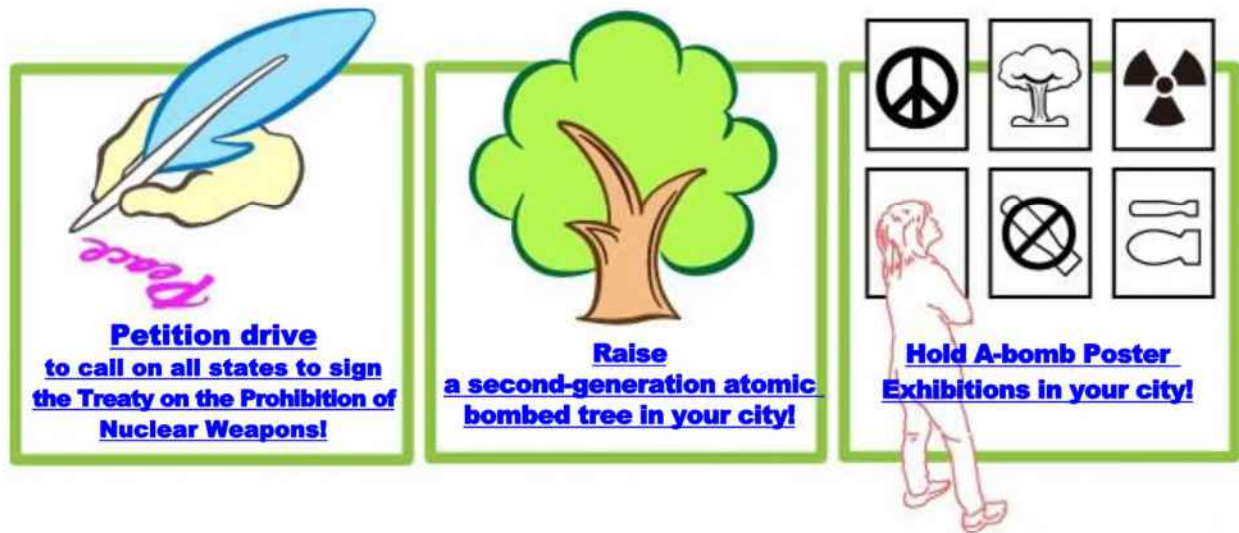 Peace
Petition drive
to call on all states to sign
the Treaty on the Prohibition of
Nuclear Weapons!
Raise
a second-generation atomic
bombed tree in your city!
Hold A-bomb Poster
Exhibitions in your city!